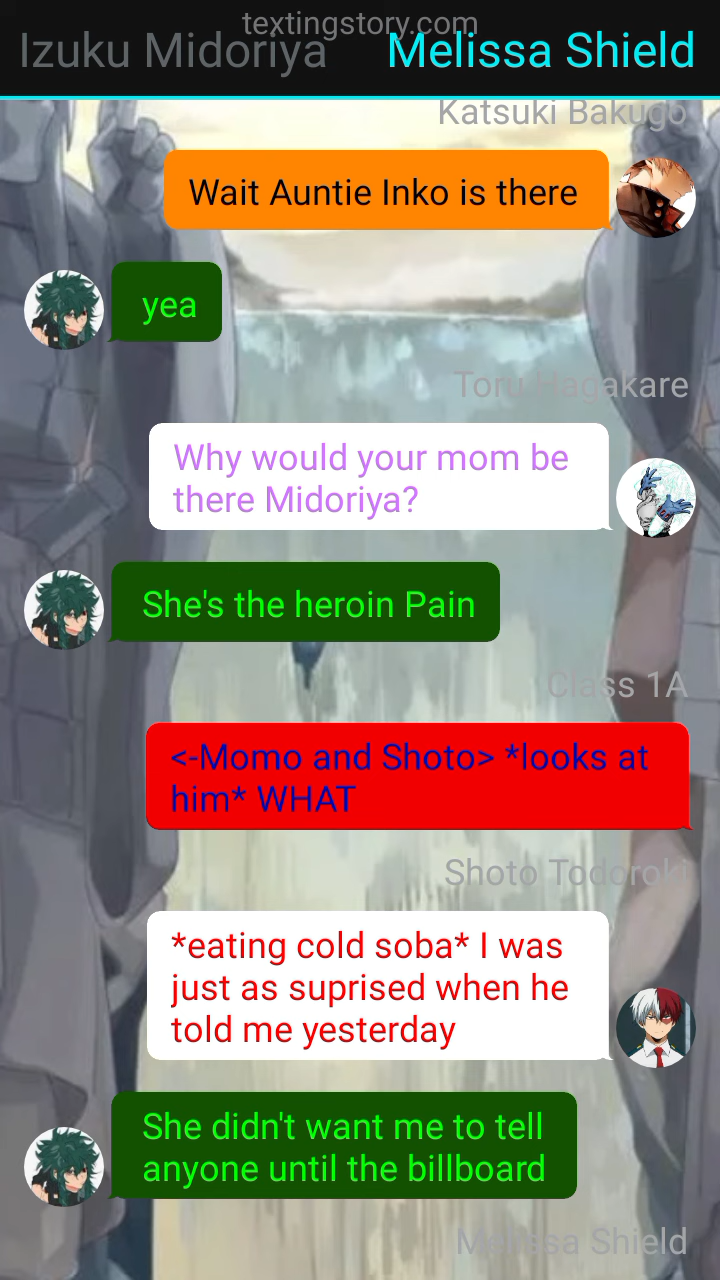 textingstory.com
Izuku Midoriya
Melissa Shield
Katsuki Bakugo
Wait Auntie Inko is there
yea
Toru Hagakare
Why would your mom be
there Midoriya?
She's the heroin Pain
Class 1A
<-Momo and Shoto> *looks at
him* WHAT
Shoto Todoroki
*eating cold soba* I was
just as suprised when he
told me yesterday
She didn't want me to tell
anyone until the billboard
Melissa Shield